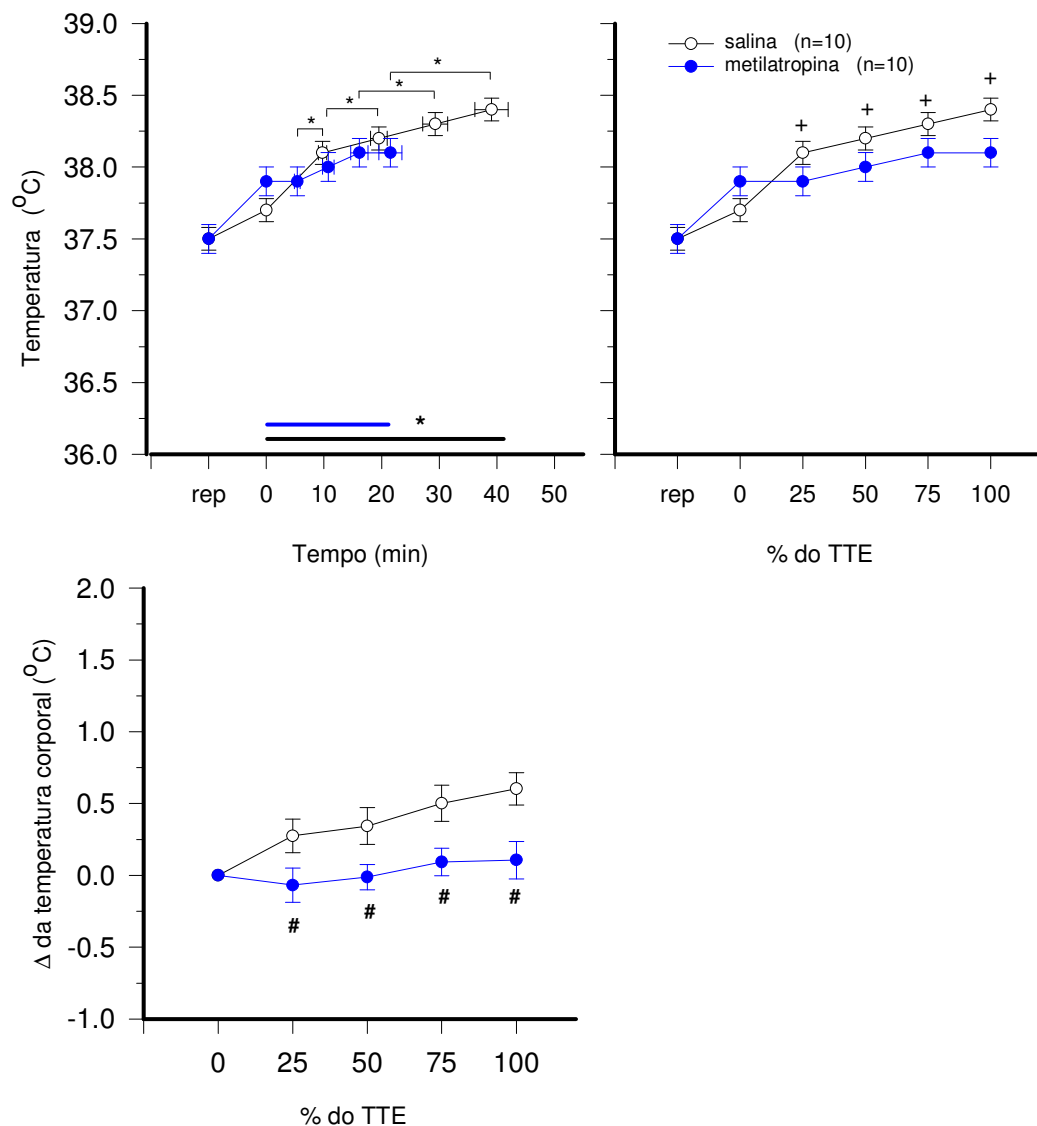 39.0
38.5
38.0
37.5
37.0
36.5
36.0
Temperatura (°C)
* * * *
*
rep 0 10 20 30 40 50
Tempo (min)
salina (n=10)
metilatropina (n=10)
+ + + +
rep 0 25 50 75 100
% do TTE
2.0
1.5
1.0
0.5
0.0
-0.5
-1.0
Δ da temperatura corporal (°C)
# # # #
0 25 50 75 100
% do TTE